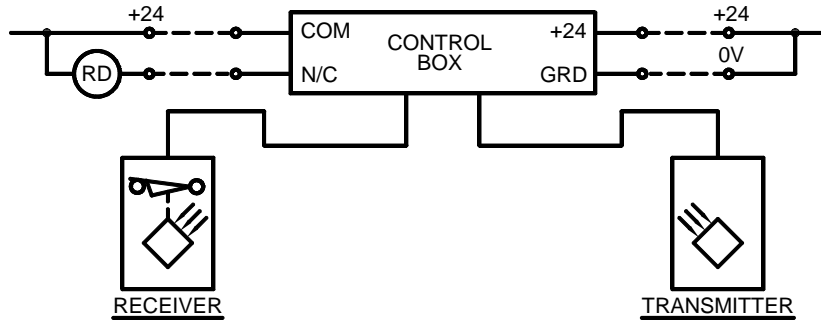 +24 +24
COM +24
CONTROL
BOX
0V
RD N/C GRD
RECEIVER TRANSMITTER